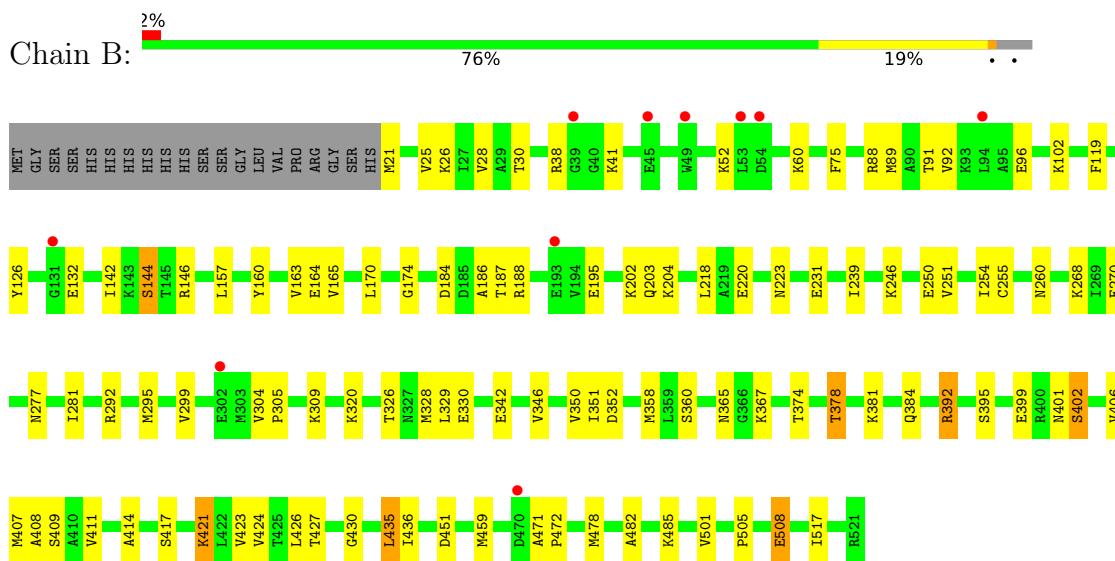 2%
Chain B:
76% 19% • •
MET GLY SER SER HIS HIS HIS HIS HIS HIS SER SER GLY LEU VAL PRO ARG GLY SER HIS M21 V25 K26 I27 V28 A29 T30 R38 G39 G40 K41 E45 W49 K52 L53 D54 K60 F75 R88 M89 A90 T91 V92 K93 L94 A95 E96 K102 F119
Y126 G131 E132 I142 K143 S144 T145 R146 L157 Y160 V163 E164 V165 L170 G174 D184 D185 A186 T187 R188 E193 V194 E195 K202 Q203 K204 L218 A219 E220 N223 E231 I239 K246 E250 V251 I254 C255 N260 K268 I269 E270
N277 I281 R292 M295 V299 E302 M303 V304 P305 K309 K320 T326 N327 M328 L329 E330 E342 V346 V350 I351 D352 M358 L359 S360 N365 Q366 K367 T374 T378 K381 Q384 R392 S395 E399 R400 N401 S402 V406
M407 A408 S409 A410 V411 A414 S417 K421 L422 V423 V424 T425 L426 T427 G430 L435 I436 D451 M459 D470 A471 P472 M478 A482 K485 V501 P505 E508 I517 R521